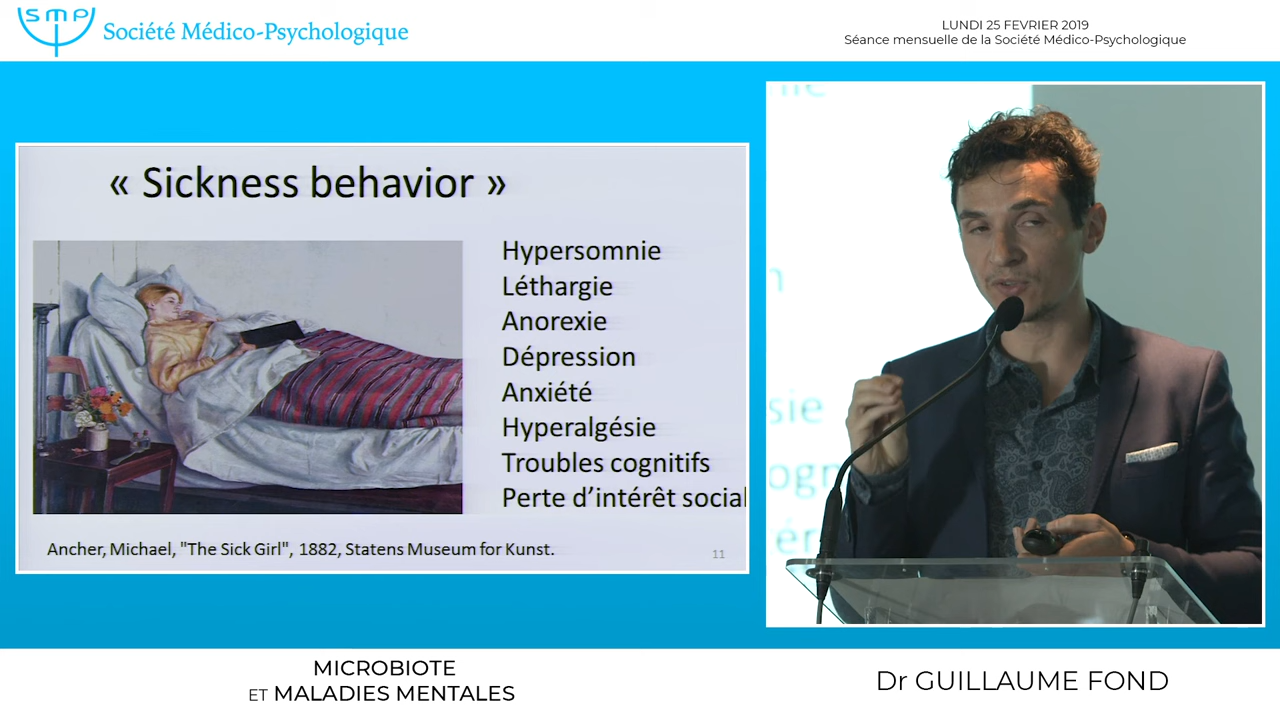 SMP
Société Médico-Psychologique
LUNDI 25 FEVRIER 2019
Séance mensuelle de la Société Médico-Psychologique
« Sickness behavior »
Hypersomnie
Léthargie
Anorexie
Dépression
Anxiété
Hyperalgésie
Troubles cognitifs
Perte d'intérêt social
Ancher, Michael, "The Sick Girl", 1882, Statens Museum for Kunst.
11
MICROBIOTE
ET MALADIES MENTALES
Dr GUILLAUME FOND